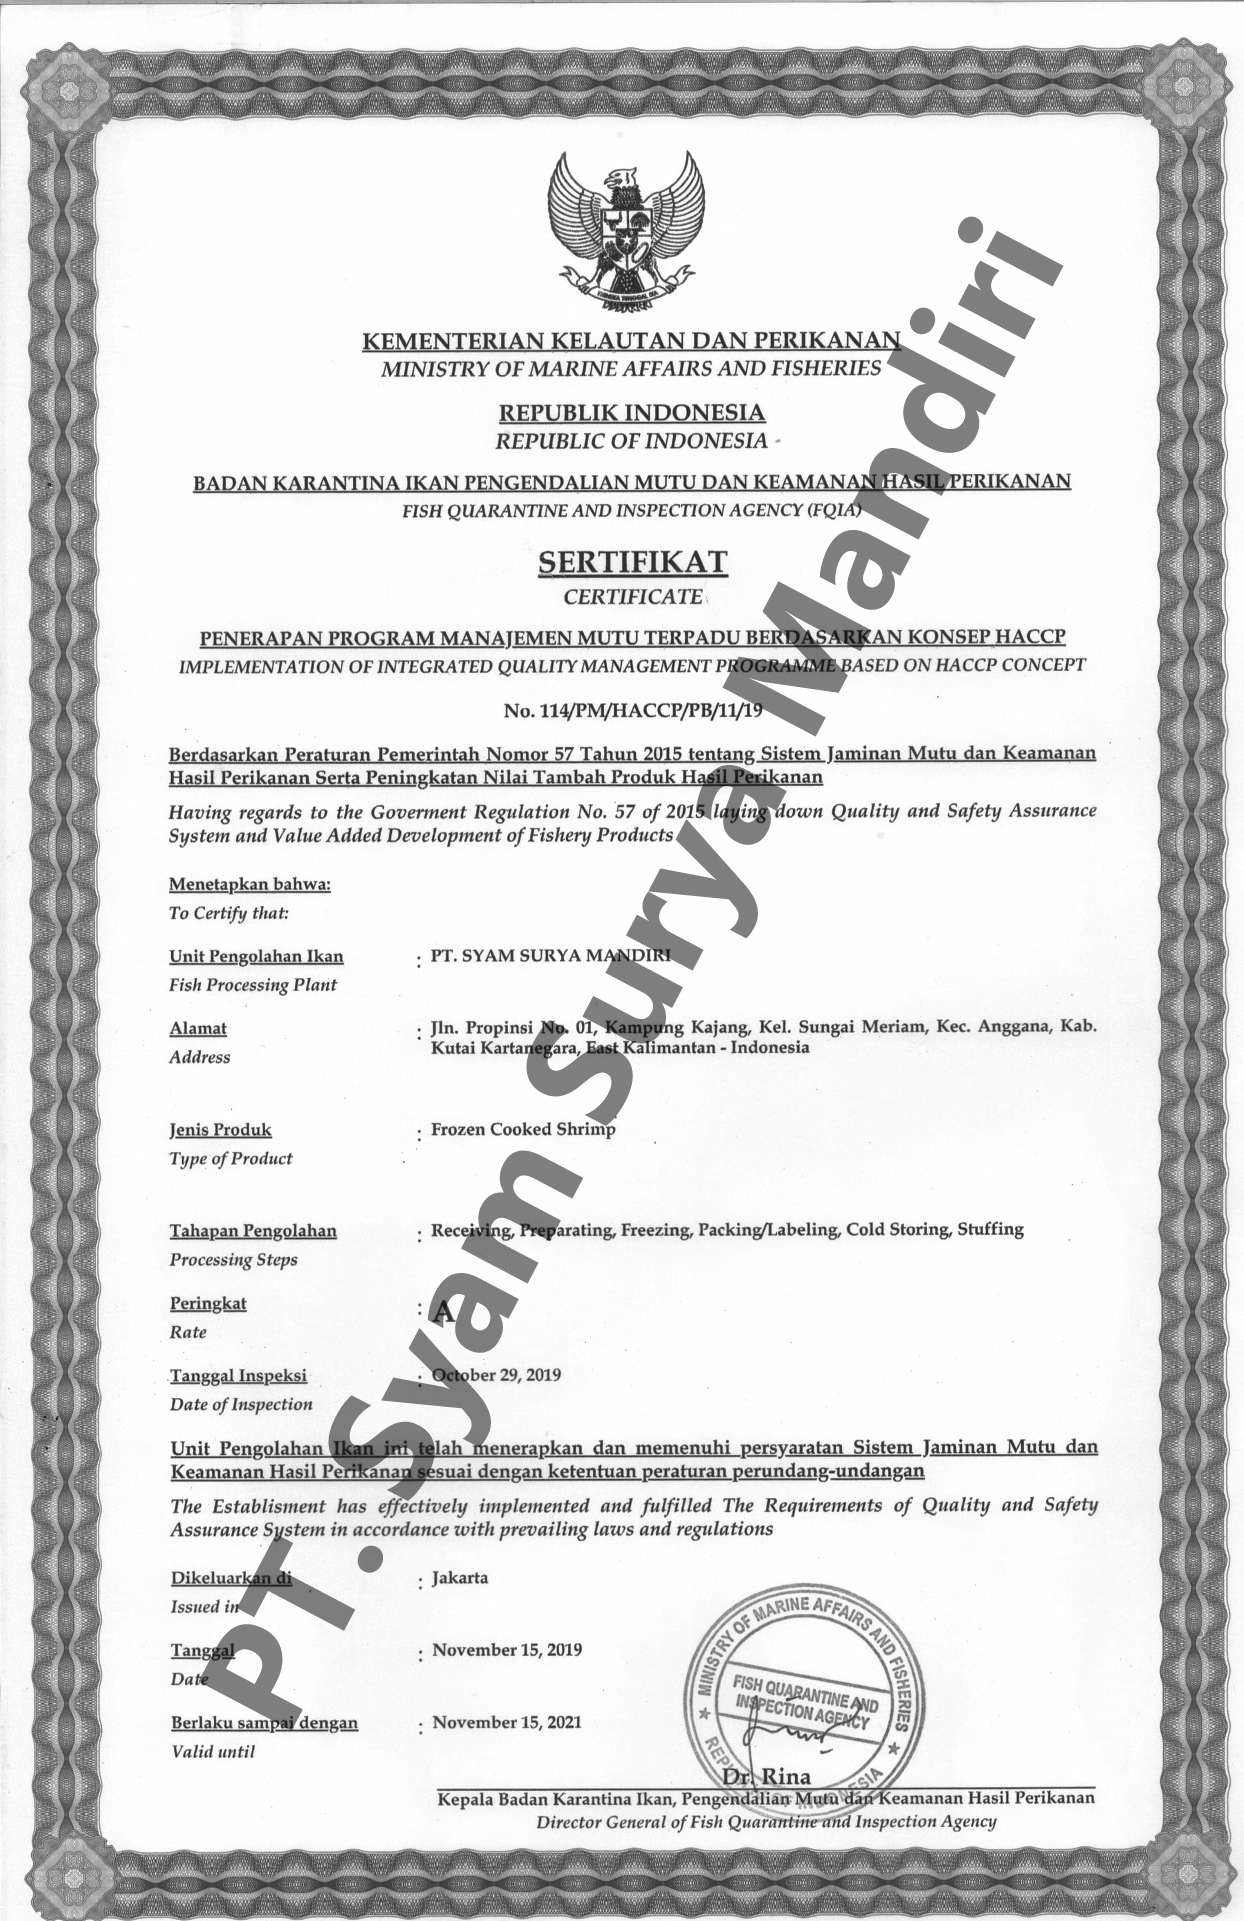 BHINNEKA TUNGGAL IKA
KEMENTERIAN KELAUTAN DAN PERIKANAN
MINISTRY OF MARINE AFFAIRS AND FISHERIES
REPUBLIK INDONESIA
REPUBLIC OF INDONESIA
BADAN KARANTINA IKAN PENGENDALIAN MUTU DAN KEAMANAN HASIL PERIKANAN
FISH QUARANTINE AND INSPECTION AGENCY (FQIA)
SERTIFIKAT
CERTIFICATE
PENERAPAN PROGRAM MANAJEMEN MUTU TERPADU BERDASARKAN KONSEP HACCP
IMPLEMENTATION OF INTEGRATED QUALITY MANAGEMENT PROGRAMME BASED ON HACCP CONCEPT
No. 114/PM/HACCP/PB/11/19
Berdasarkan Peraturan Pemerintah Nomor 57 Tahun 2015 tentang Sistem Jaminan Mutu dan Keamanan
Hasil Perikanan Serta Peningkatan Nilai Tambah Produk Hasil Perikanan
Having regards to the Goverment Regulation No. 57 of 2015 laying down Quality and Safety Assurance
System and Value Added Development of Fishery Products
Menetapkan bahwa:
To Certify that:
Unit Pengolahan Ikan : PT. SYAM SURYA MANDIRI
Fish Processing Plant
Alamat : Jln. Propinsi No. 01, Kampung Kajang, Kel. Sungai Meriam, Kec. Anggana, Kab.
Address Kutai Kartanegara, East Kalimantan - Indonesia
Jenis Produk : Frozen Cooked Shrimp
Type of Product
Tahapan Pengolahan : Receiving, Preparating, Freezing, Packing/Labeling, Cold Storing, Stuffing
Processing Steps
Peringkat : A
Rate
Tanggal Inspeksi : October 29, 2019
Date of Inspection
Unit Pengolahan Ikan ini telah menerapkan dan memenuhi persyaratan Sistem Jaminan Mutu dan
Keamanan Hasil Perikanan sesuai dengan ketentuan peraturan perundang-undangan
The Establisment has effectively implemented and fulfilled The Requirements of Quality and Safety
Assurance System in accordance with prevailing laws and regulations
Dikeluarkan di : Jakarta
Issued in
Tanggal : November 15, 2019
Date
Berlaku sampai dengan : November 15, 2021
Valid until
MINISTRY OF MARINE AFFAIRS AND FISHERIES
FISH QUARANTINE AND
INSPECTION AGENCY
REPUBLIC OF INDONESIA
Dr. Rina
Kepala Badan Karantina Ikan, Pengendalian Mutu dan Keamanan Hasil Perikanan
Director General of Fish Quarantine and Inspection Agency
PT. Syam Surya Mandiri